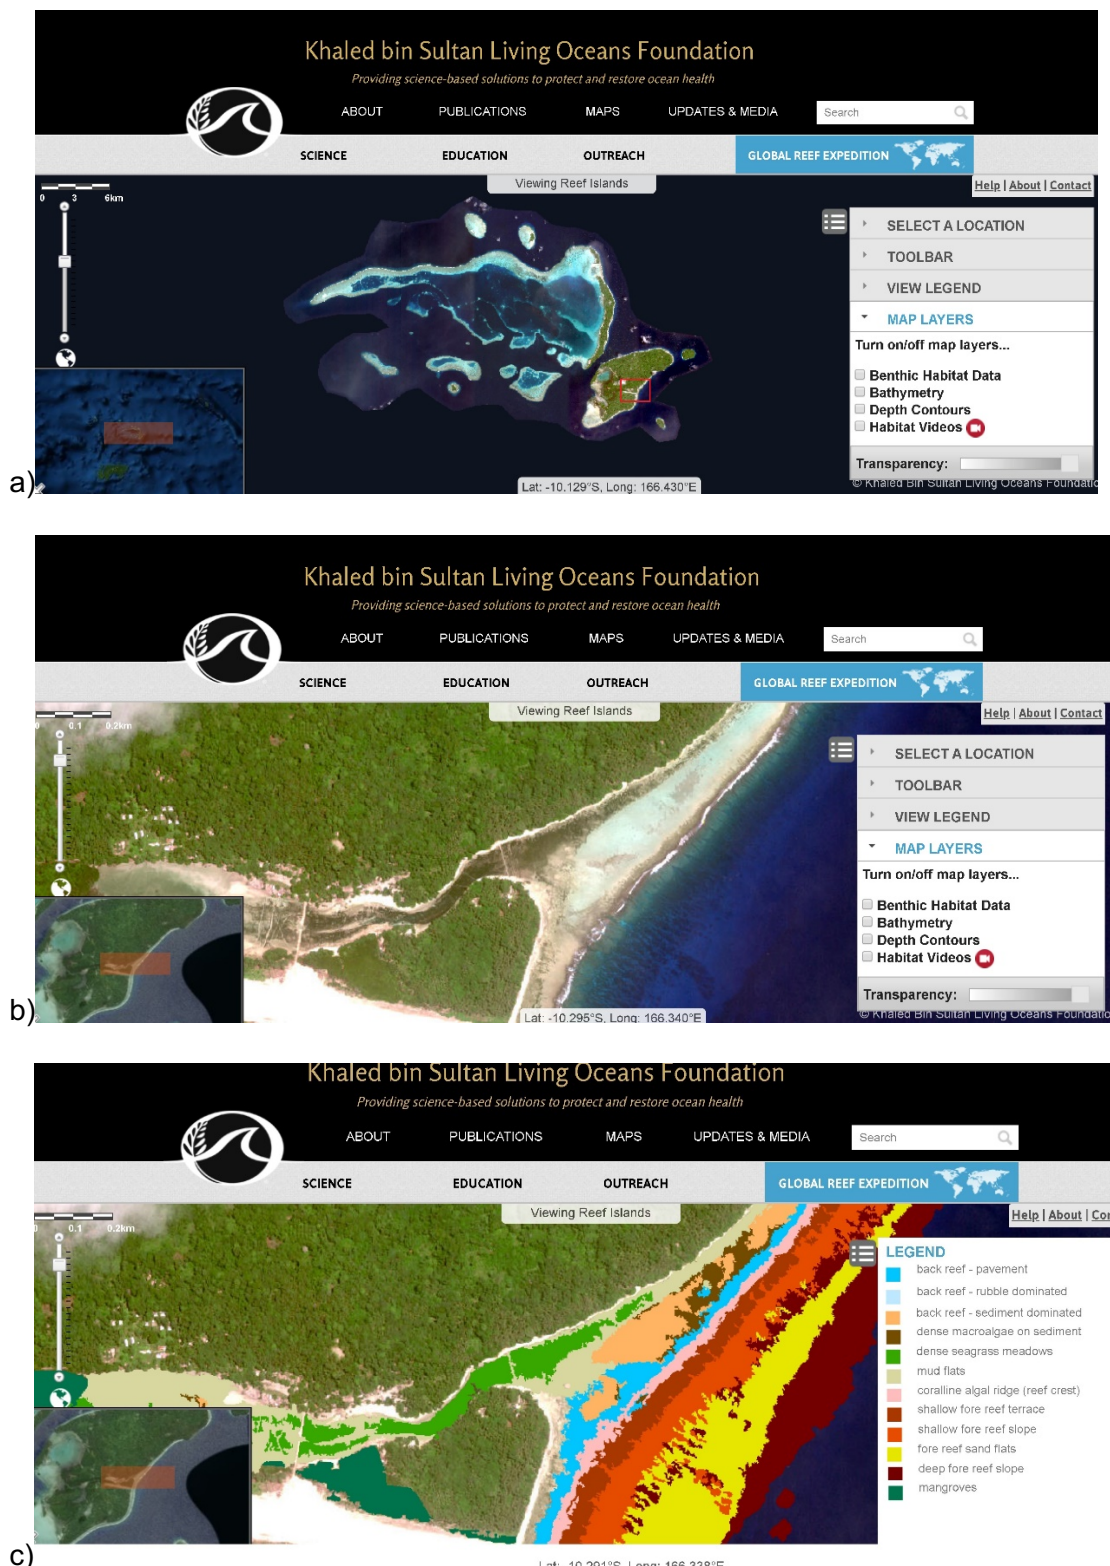 Khaled bin Sultan Living Oceans Foundation
Providing science-based solutions to protect and restore ocean health
ABOUT PUBLICATIONS MAPS UPDATES & MEDIA Search
SCIENCE EDUCATION OUTREACH GLOBAL REEF EXPEDITION
Viewing Reef Islands
Help | About | Contact
0 3 6km
SELECT A LOCATION
TOOLBAR
VIEW LEGEND
MAP LAYERS
Turn on/off map layers...
Benthic Habitat Data
Bathymetry
Depth Contours
Habitat Videos
Transparency:
a)
Lat: -10.129°S, Long: 166.430°E
© Khaled Bin Sultan Living Oceans Foundatio
Khaled bin Sultan Living Oceans Foundation
Providing science-based solutions to protect and restore ocean health
ABOUT PUBLICATIONS MAPS UPDATES & MEDIA Search
SCIENCE EDUCATION OUTREACH GLOBAL REEF EXPEDITION
Viewing Reef Islands
Help | About | Contact
0 0.1 0.2km
SELECT A LOCATION
TOOLBAR
VIEW LEGEND
MAP LAYERS
Turn on/off map layers...
Benthic Habitat Data
Bathymetry
Depth Contours
Habitat Videos
Transparency:
b)
Lat: -10.295°S, Long: 166.340°E
© Khaled Bin Sultan Living Oceans Foundatio
Khaled bin Sultan Living Oceans Foundation
Providing science-based solutions to protect and restore ocean health
ABOUT PUBLICATIONS MAPS UPDATES & MEDIA Search
SCIENCE EDUCATION OUTREACH GLOBAL REEF EXPEDITION
Viewing Reef Islands
Help | About | Cor
0.1 0.2km
LEGEND
back reef - pavement
back reef - rubble dominated
back reef - sediment dominated
dense macroalgae on sediment
dense seagrass meadows
mud flats
coralline algal ridge (reef crest)
shallow fore reef terrace
shallow fore reef slope
fore reef sand flats
deep fore reef slope
mangroves
c)
Lat: -10.291°S, Long: 166.338°E